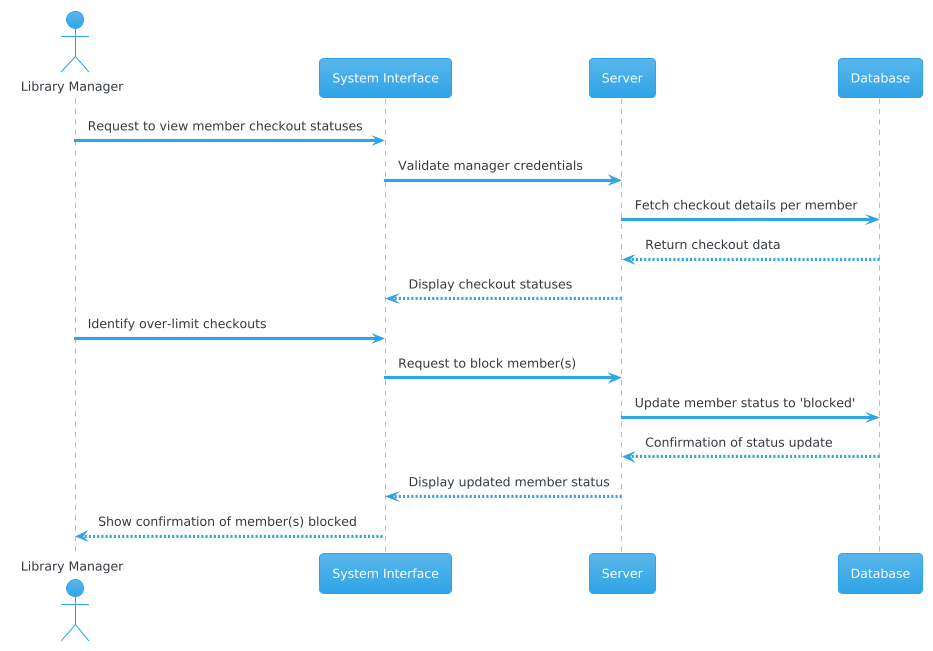 Library Manager
System Interface
Server
Database
Request to view member checkout statuses
Validate manager credentials
Fetch checkout details per member
Return checkout data
Display checkout statuses
Identify over-limit checkouts
Request to block member(s)
Update member status to 'blocked'
Confirmation of status update
Display updated member status
Show confirmation of member(s) blocked
Library Manager
System Interface
Server
Database